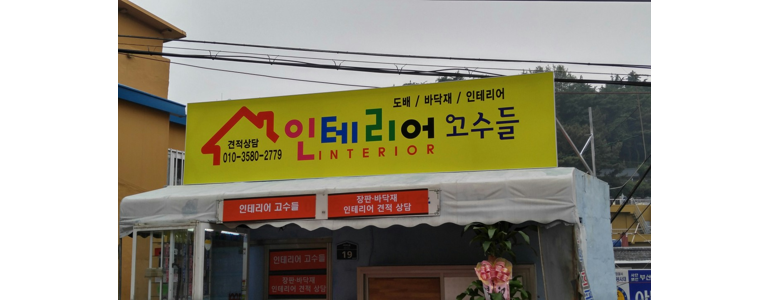 도배 / 바닥재 / 인테리어
인테리어 고수들
INTERIOR
견적상담
010-3580-2779
인테리어 고수들
장판·바닥재
인테리어 견적 상담
19
인테리어 고수들
장판·바닥재
인테리어 견적 상담